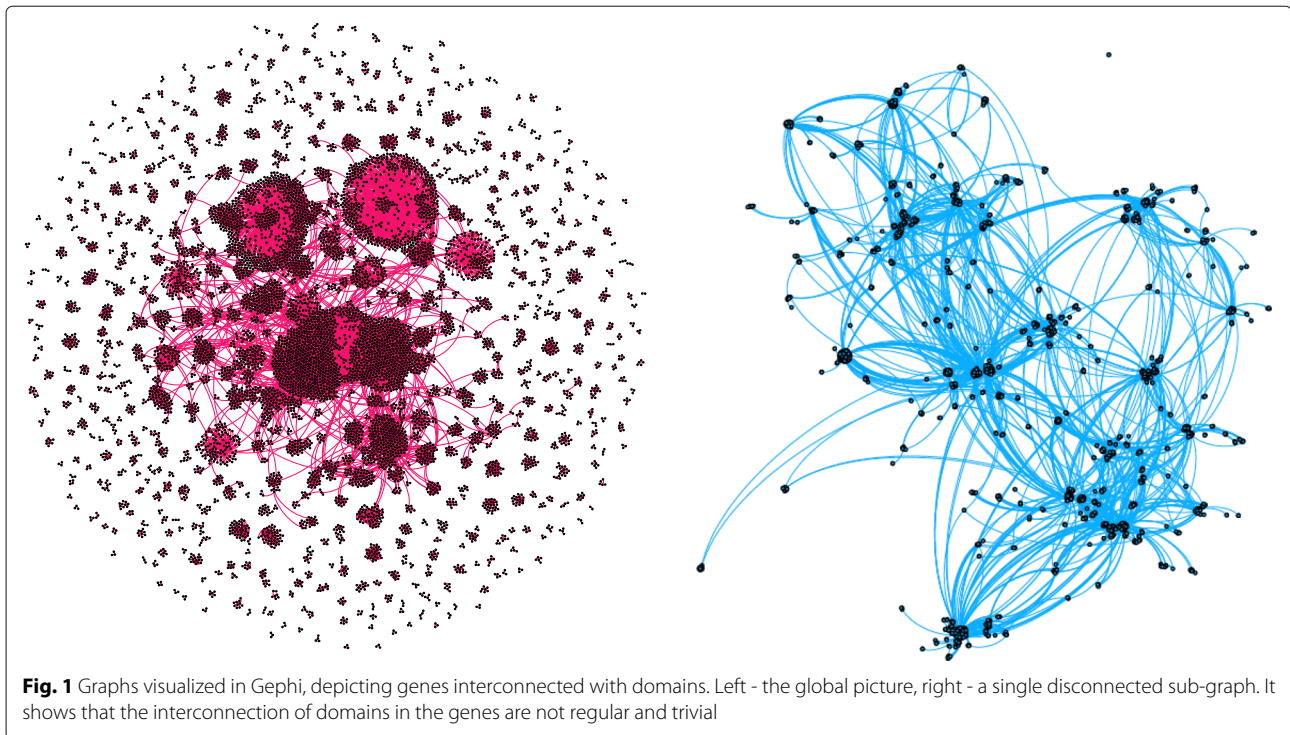 Fig. 1 Graphs visualized in Gephi, depicting genes interconnected with domains. Left - the global picture, right - a single disconnected sub-graph. It
shows that the interconnection of domains in the genes are not regular and trivial